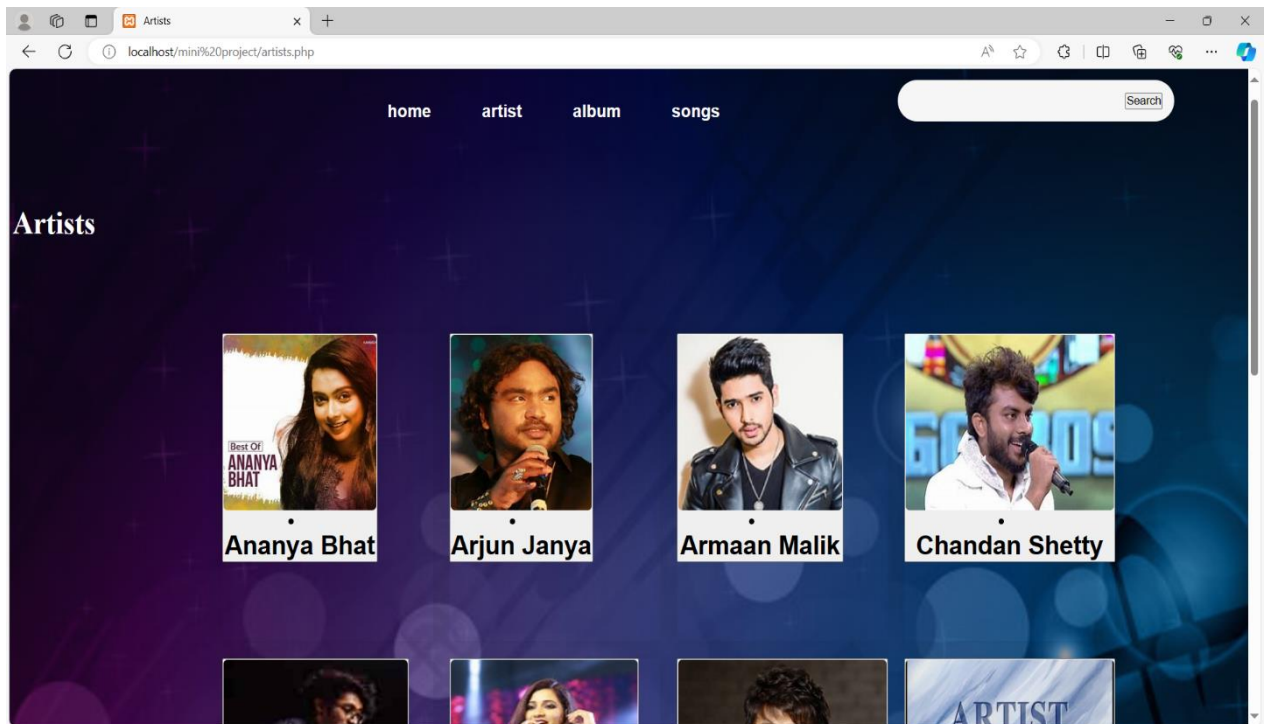 Artists
localhost/mini%20project/artists.php
home artist album songs Search
Artists
Best Of
ANANYA
BHAT
Ananya Bhat Arjun Janya Armaan Malik Chandan Shetty
ARTIST